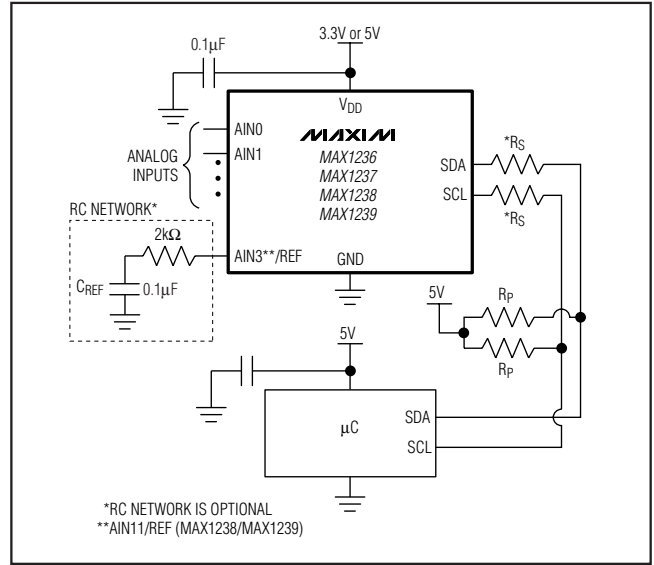 3.3V or 5V
0.1µF
VDD
AIN0
AIN1
ANALOG
INPUTS
MAXIM
MAX1236
MAX1237
MAX1238
MAX1239
SDA
SCL
*RS
*RS
RC NETWORK*
2kΩ
AIN3**/REF
GND
CREF
0.1µF
5V
RP
RP
5V
µC
SDA
SCL
*RC NETWORK IS OPTIONAL
**AIN11/REF (MAX1238/MAX1239)